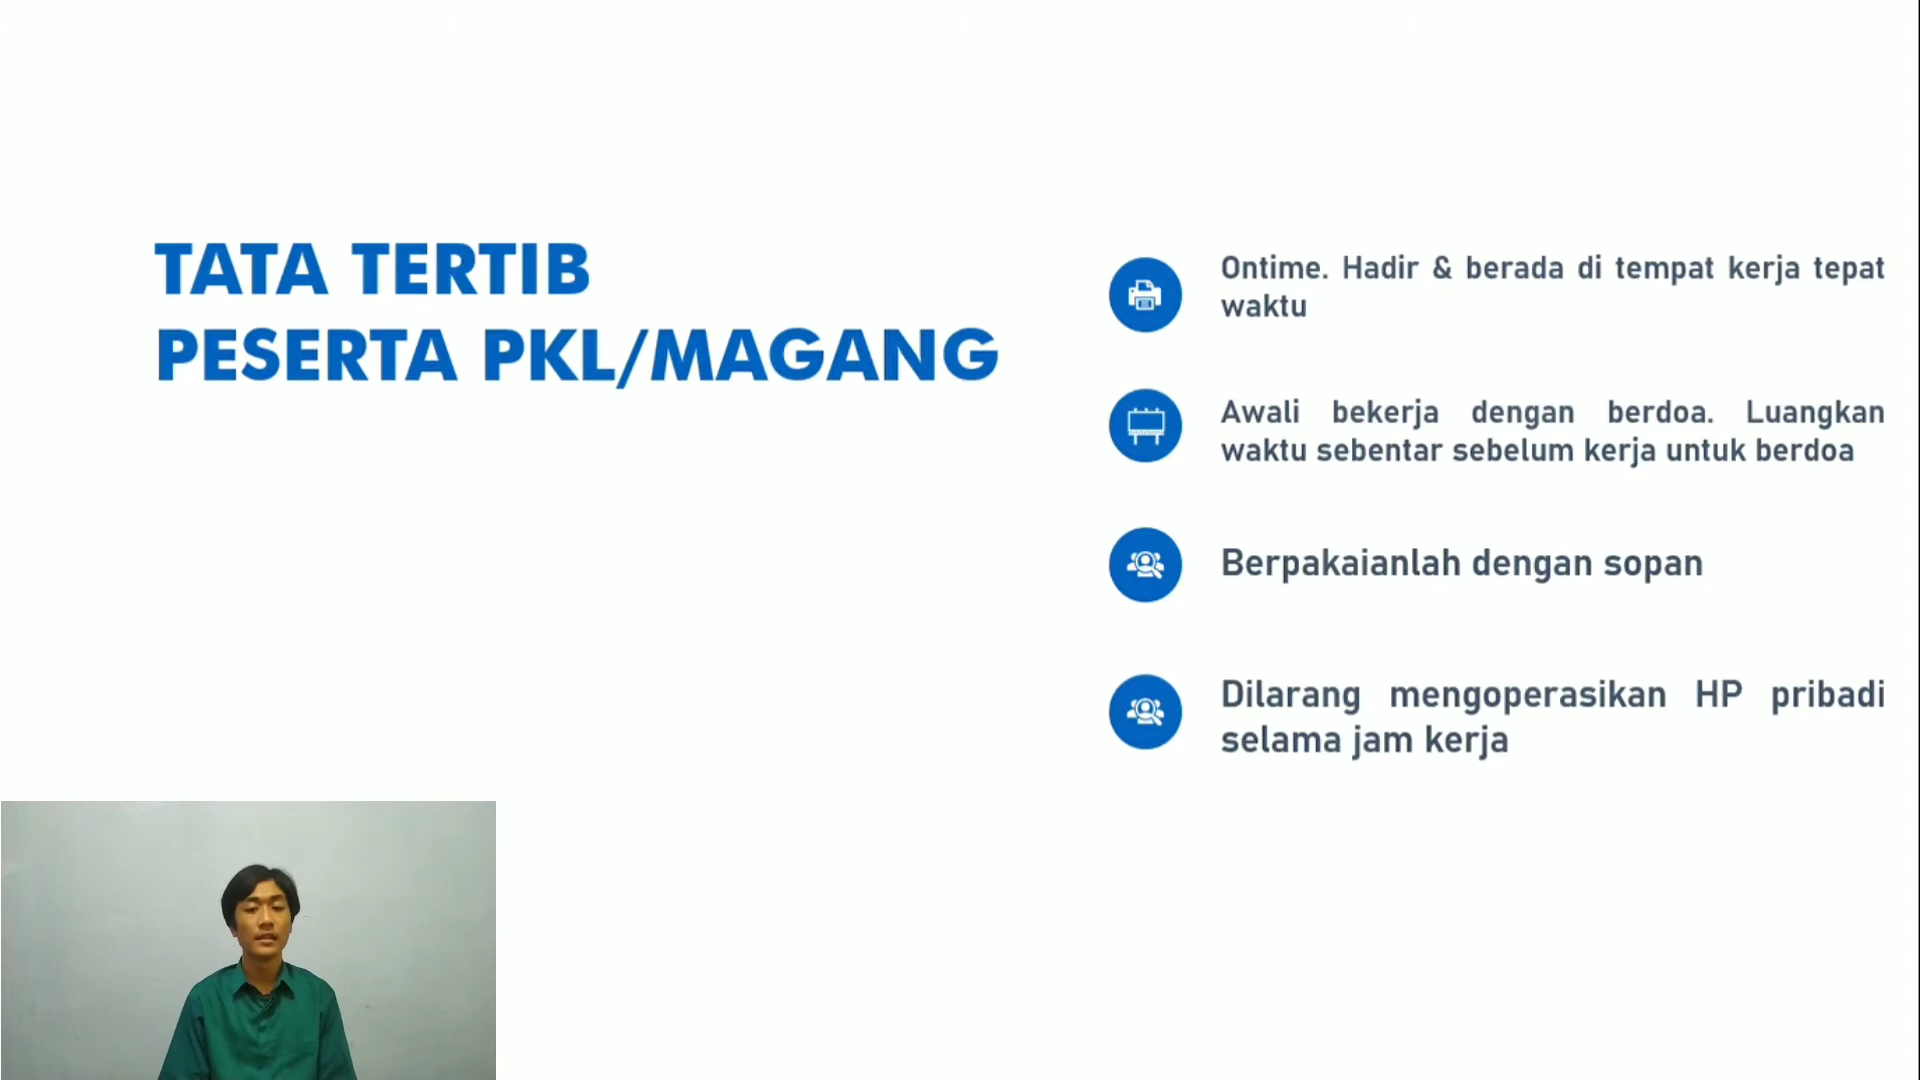 TATA TERTIB
PESERTA PKL/MAGANG
Ontime. Hadir & berada di tempat kerja tepat
waktu
Awali bekerja dengan berdoa. Luangkan
waktu sebentar sebelum kerja untuk berdoa
Berpakaianlah dengan sopan
Dilarang mengoperasikan HP pribadi
selama jam kerja